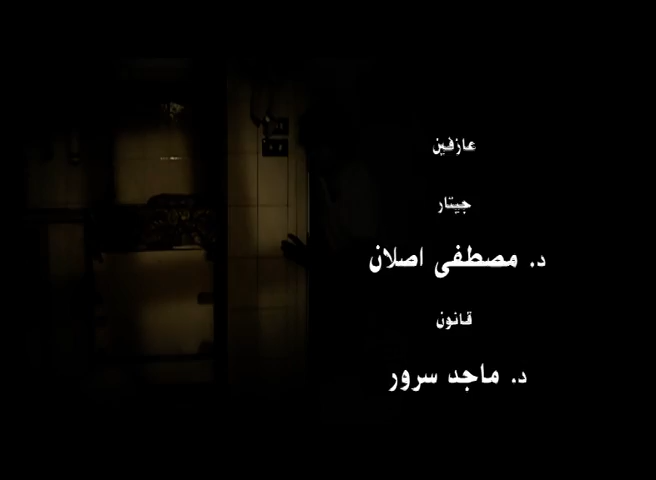 عازفين
جيتار
د. مصطفى اصلان
قانون
د. ماجد سرور